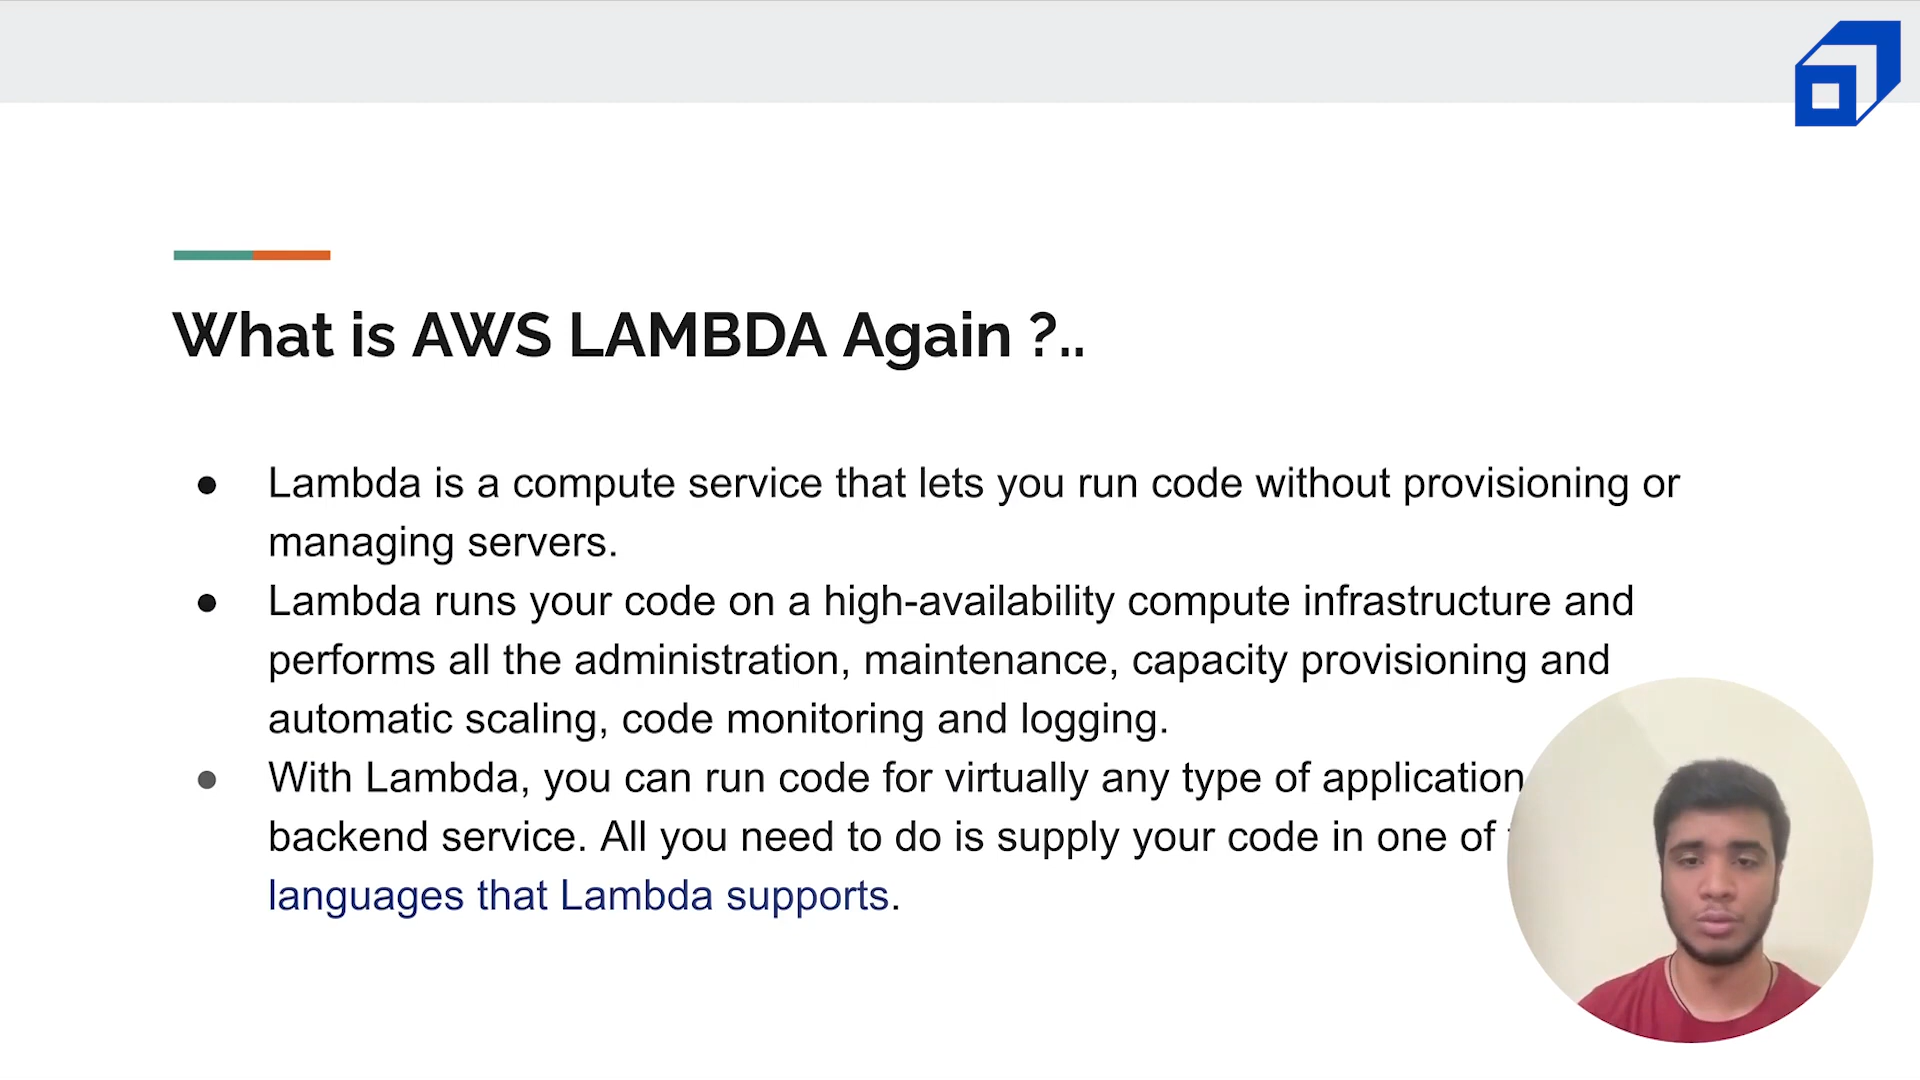 What is AWS LAMBDA Again ?..
● Lambda is a compute service that lets you run code without provisioning or
managing servers.
● Lambda runs your code on a high-availability compute infrastructure and
performs all the administration, maintenance, capacity provisioning and
automatic scaling, code monitoring and logging.
● With Lambda, you can run code for virtually any type of application
backend service. All you need to do is supply your code in one of
languages that Lambda supports.